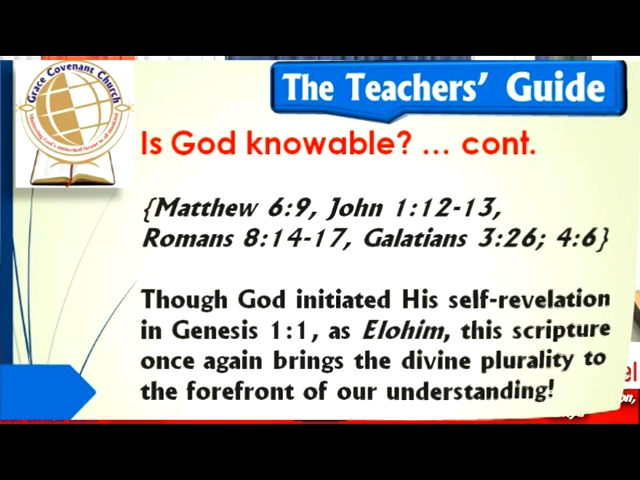 Grace Covenant Church
The Teachers' Guide
Is God knowable? ... cont.
{Matthew 6:9, John 1:12-13,
Romans 8:14-17, Galatians 3:26; 4:6}
Though God initiated His self-revelation
in Genesis 1:1, as Elohim, this scripture
once again brings the divine plurality to
the forefront of our understanding!